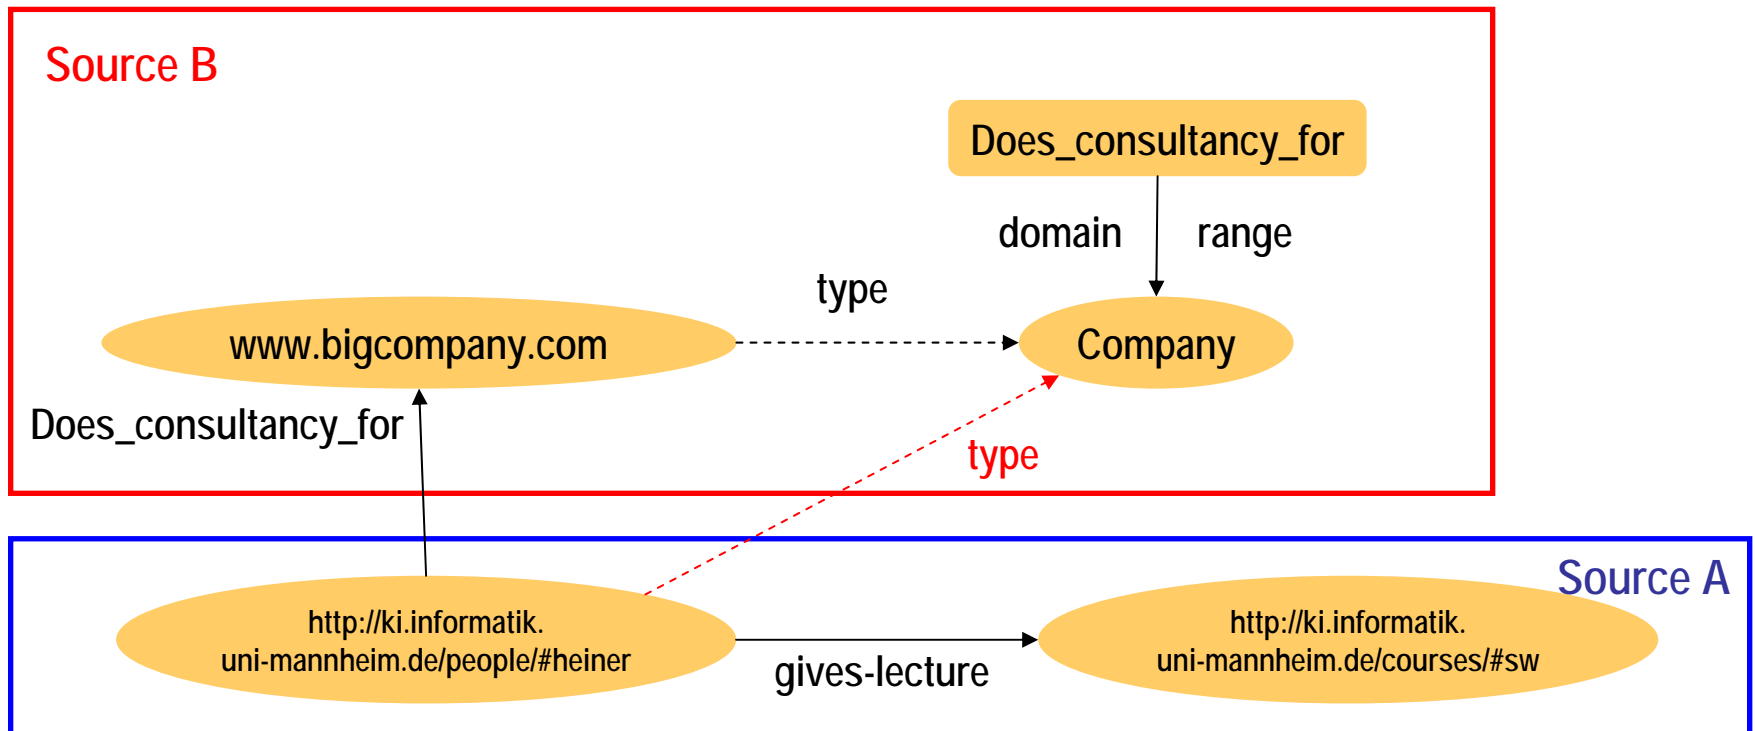 Source B
Does_consultancy_for
domain
range
type
www.bigcompany.com
Company
Does_consultancy_for
type
Source A
http://ki.informatik.
uni-mannheim.de/people/#heiner
gives-lecture
http://ki.informatik.
uni-mannheim.de/courses/#sw